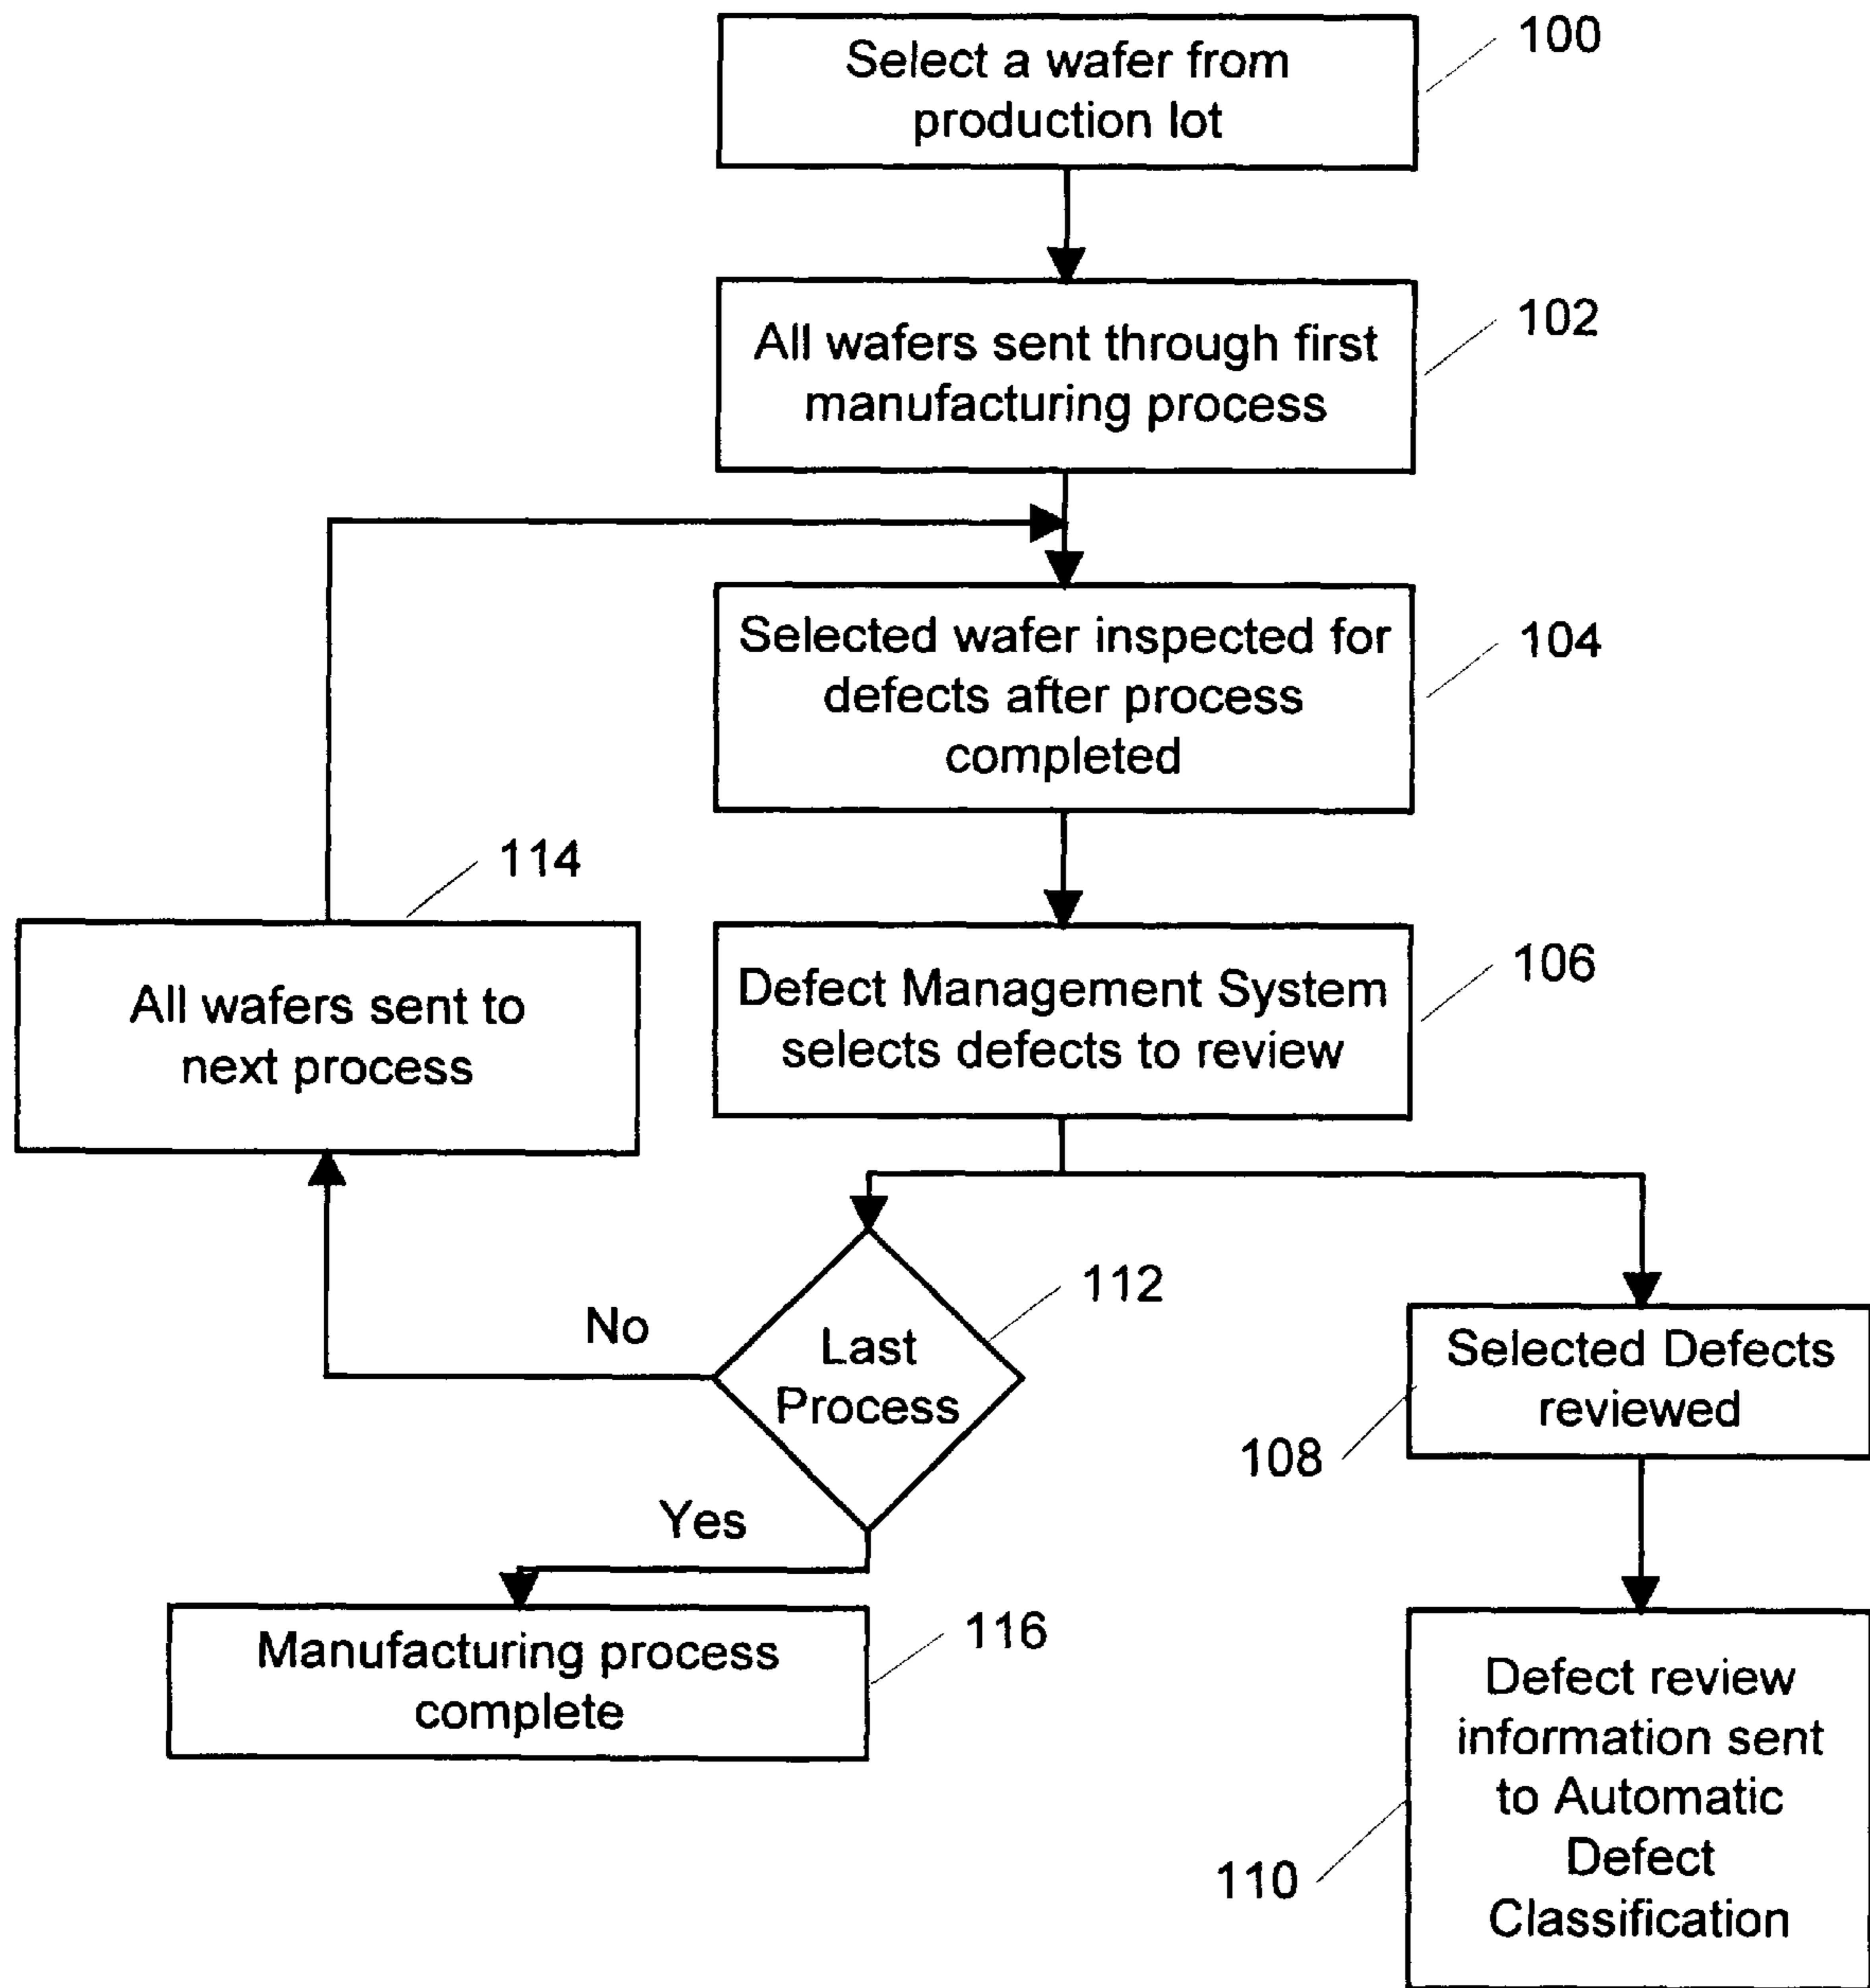 Select a wafer from
production lot
100
All wafers sent through first
manufacturing process
102
Selected wafer inspected for
defects after process
completed
104
114
All wafers sent to
next process
Defect Management System
selects defects to review
106
112
No
Last
Process
Selected Defects
reviewed
108
Yes
Manufacturing process
complete
116
Defect review
information sent
to Automatic
Defect
Classification
110